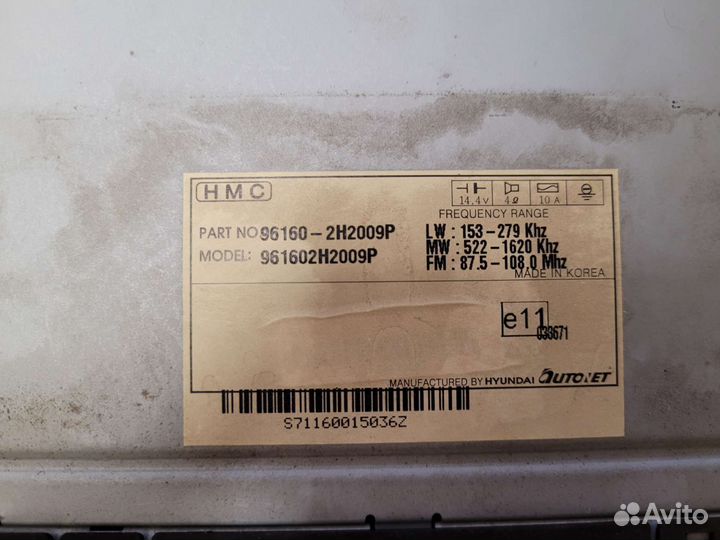 HMC
14.4V 4Ω 10A
FREQUENCY RANGE
PART NO 96160-2H2009P
MODEL: 961602H2009P
LW : 153-279 Khz
MW : 522-1620 Khz
FM : 87.5-108.0 Mhz
MADE IN KOREA
e11
033671
MANUFACTURED BY HYUNDAI AUTONET
S71160015036Z
Avito